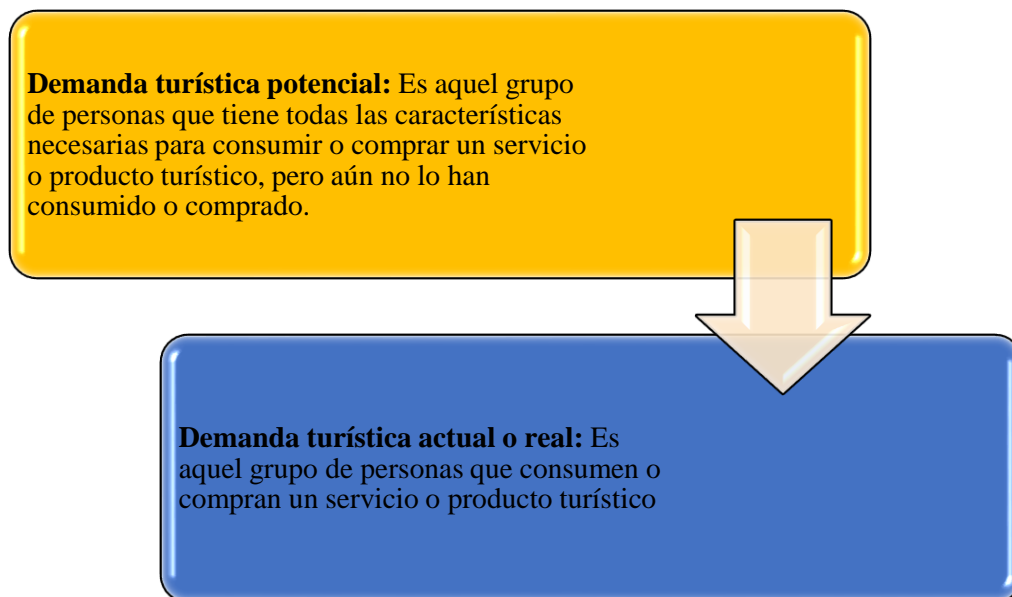 Demanda turística potencial: Es aquel grupo
de personas que tiene todas las características
necesarias para consumir o comprar un servicio
o producto turístico, pero aún no lo han
consumido o comprado.
Demanda turística actual o real: Es
aquel grupo de personas que consumen o
compran un servicio o producto turístico